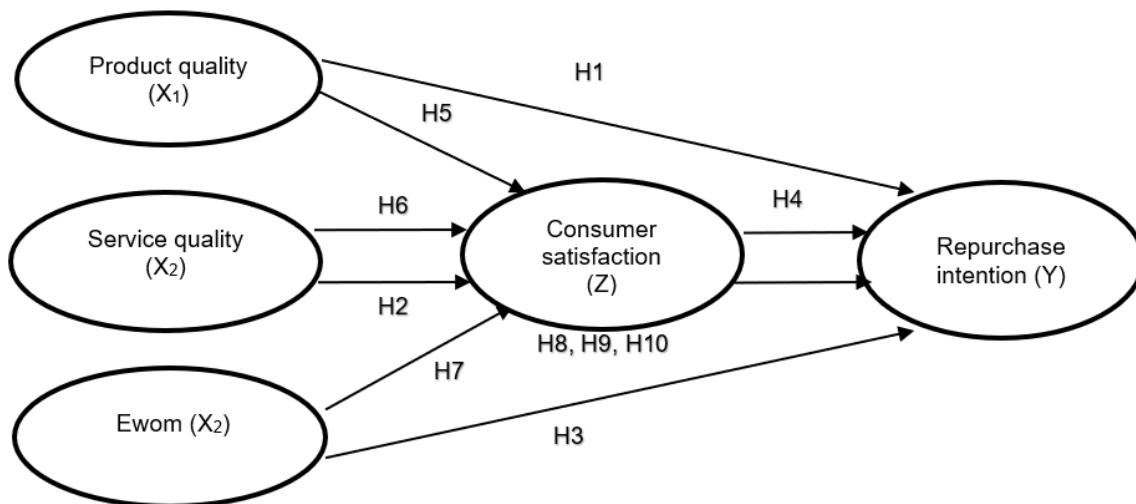 Product quality
(X₁)
H1
H5
Service quality
(X₂)
H6
H2
Consumer
satisfaction
(Z)
H4
Repurchase
intention (Y)
H8, H9, H10
H7
Ewom (X₂)
H3